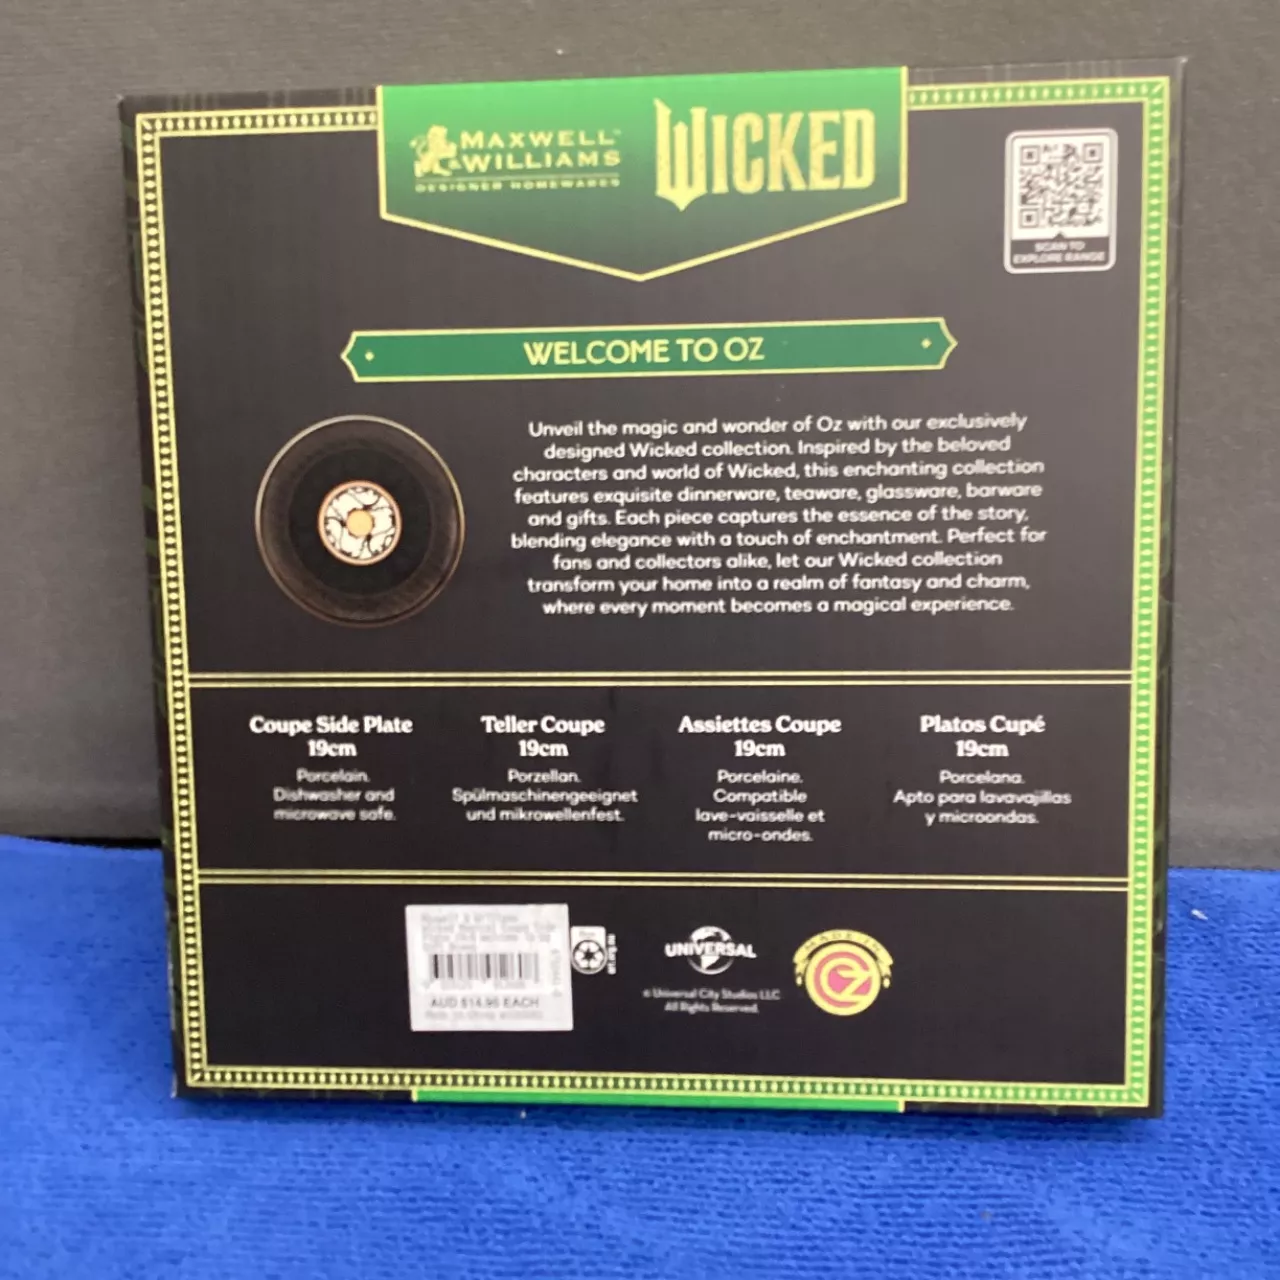 MAXWELL™
& WILLIAMS
DESIGNER HOMEWARES
WICKED
SCAN TO
EXPLORE RANGE
WELCOME TO OZ
Unveil the magic and wonder of Oz with our exclusively
designed Wicked collection. Inspired by the beloved
characters and world of Wicked, this enchanting collection
features exquisite dinnerware, teaware, glassware, barware
and gifts. Each piece captures the essence of the story,
blending elegance with a touch of enchantment. Perfect for
fans and collectors alike, let our Wicked collection
transform your home into a realm of fantasy and charm,
where every moment becomes a magical experience.
Coupe Side Plate
19cm
Porcelain.
Dishwasher and
microwave safe.
Teller Coupe
19cm
Porzellan.
Spülmaschinengeeignet
und mikrowellenfest.
Assiettes Coupe
19cm
Porcelaine.
Compatible
lave-vaisselle et
micro-ondes.
Platos Cupé
19cm
Porcelana.
Apto para lavavajillas
y microondas.
AUD $14.95 EACH
UNIVERSAL
© Universal City Studios LLC
All Rights Reserved.
MADE IN
OZ